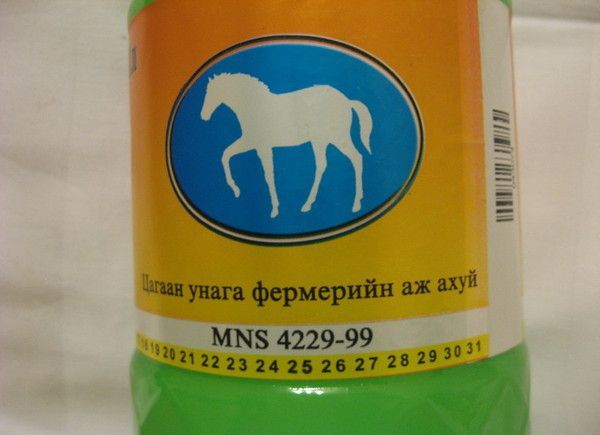 Цагаан унага фермерийн аж ахуй
MNS 4229-99
19 20 21 22 23 24 25 26 27 28 29 30 31